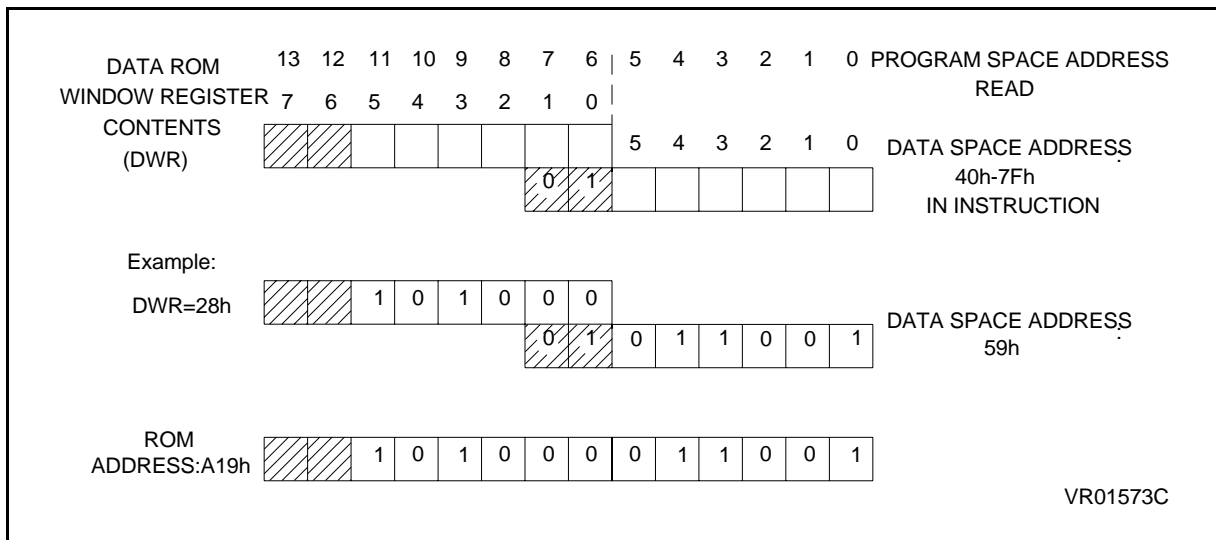 DATA ROM
WINDOW REGISTER
CONTENTS
(DWR)
13 12 11 10 9 8 7 6 5 4 3 2 1 0
PROGRAM SPACE ADDRESS
READ
7 6 5 4 3 2 1 0
5 4 3 2 1 0
DATA SPACE ADDRESS
:
40h-7Fh
IN INSTRUCTION
0 1
Example:
DWR=28h
1 0 1 0 0 0
0 1 0 1 1 0 0 1
DATA SPACE ADDRESS
:
59h
ROM
ADDRESS:A19h
1 0 1 0 0 0 0 1 1 0 0 1
VR01573C